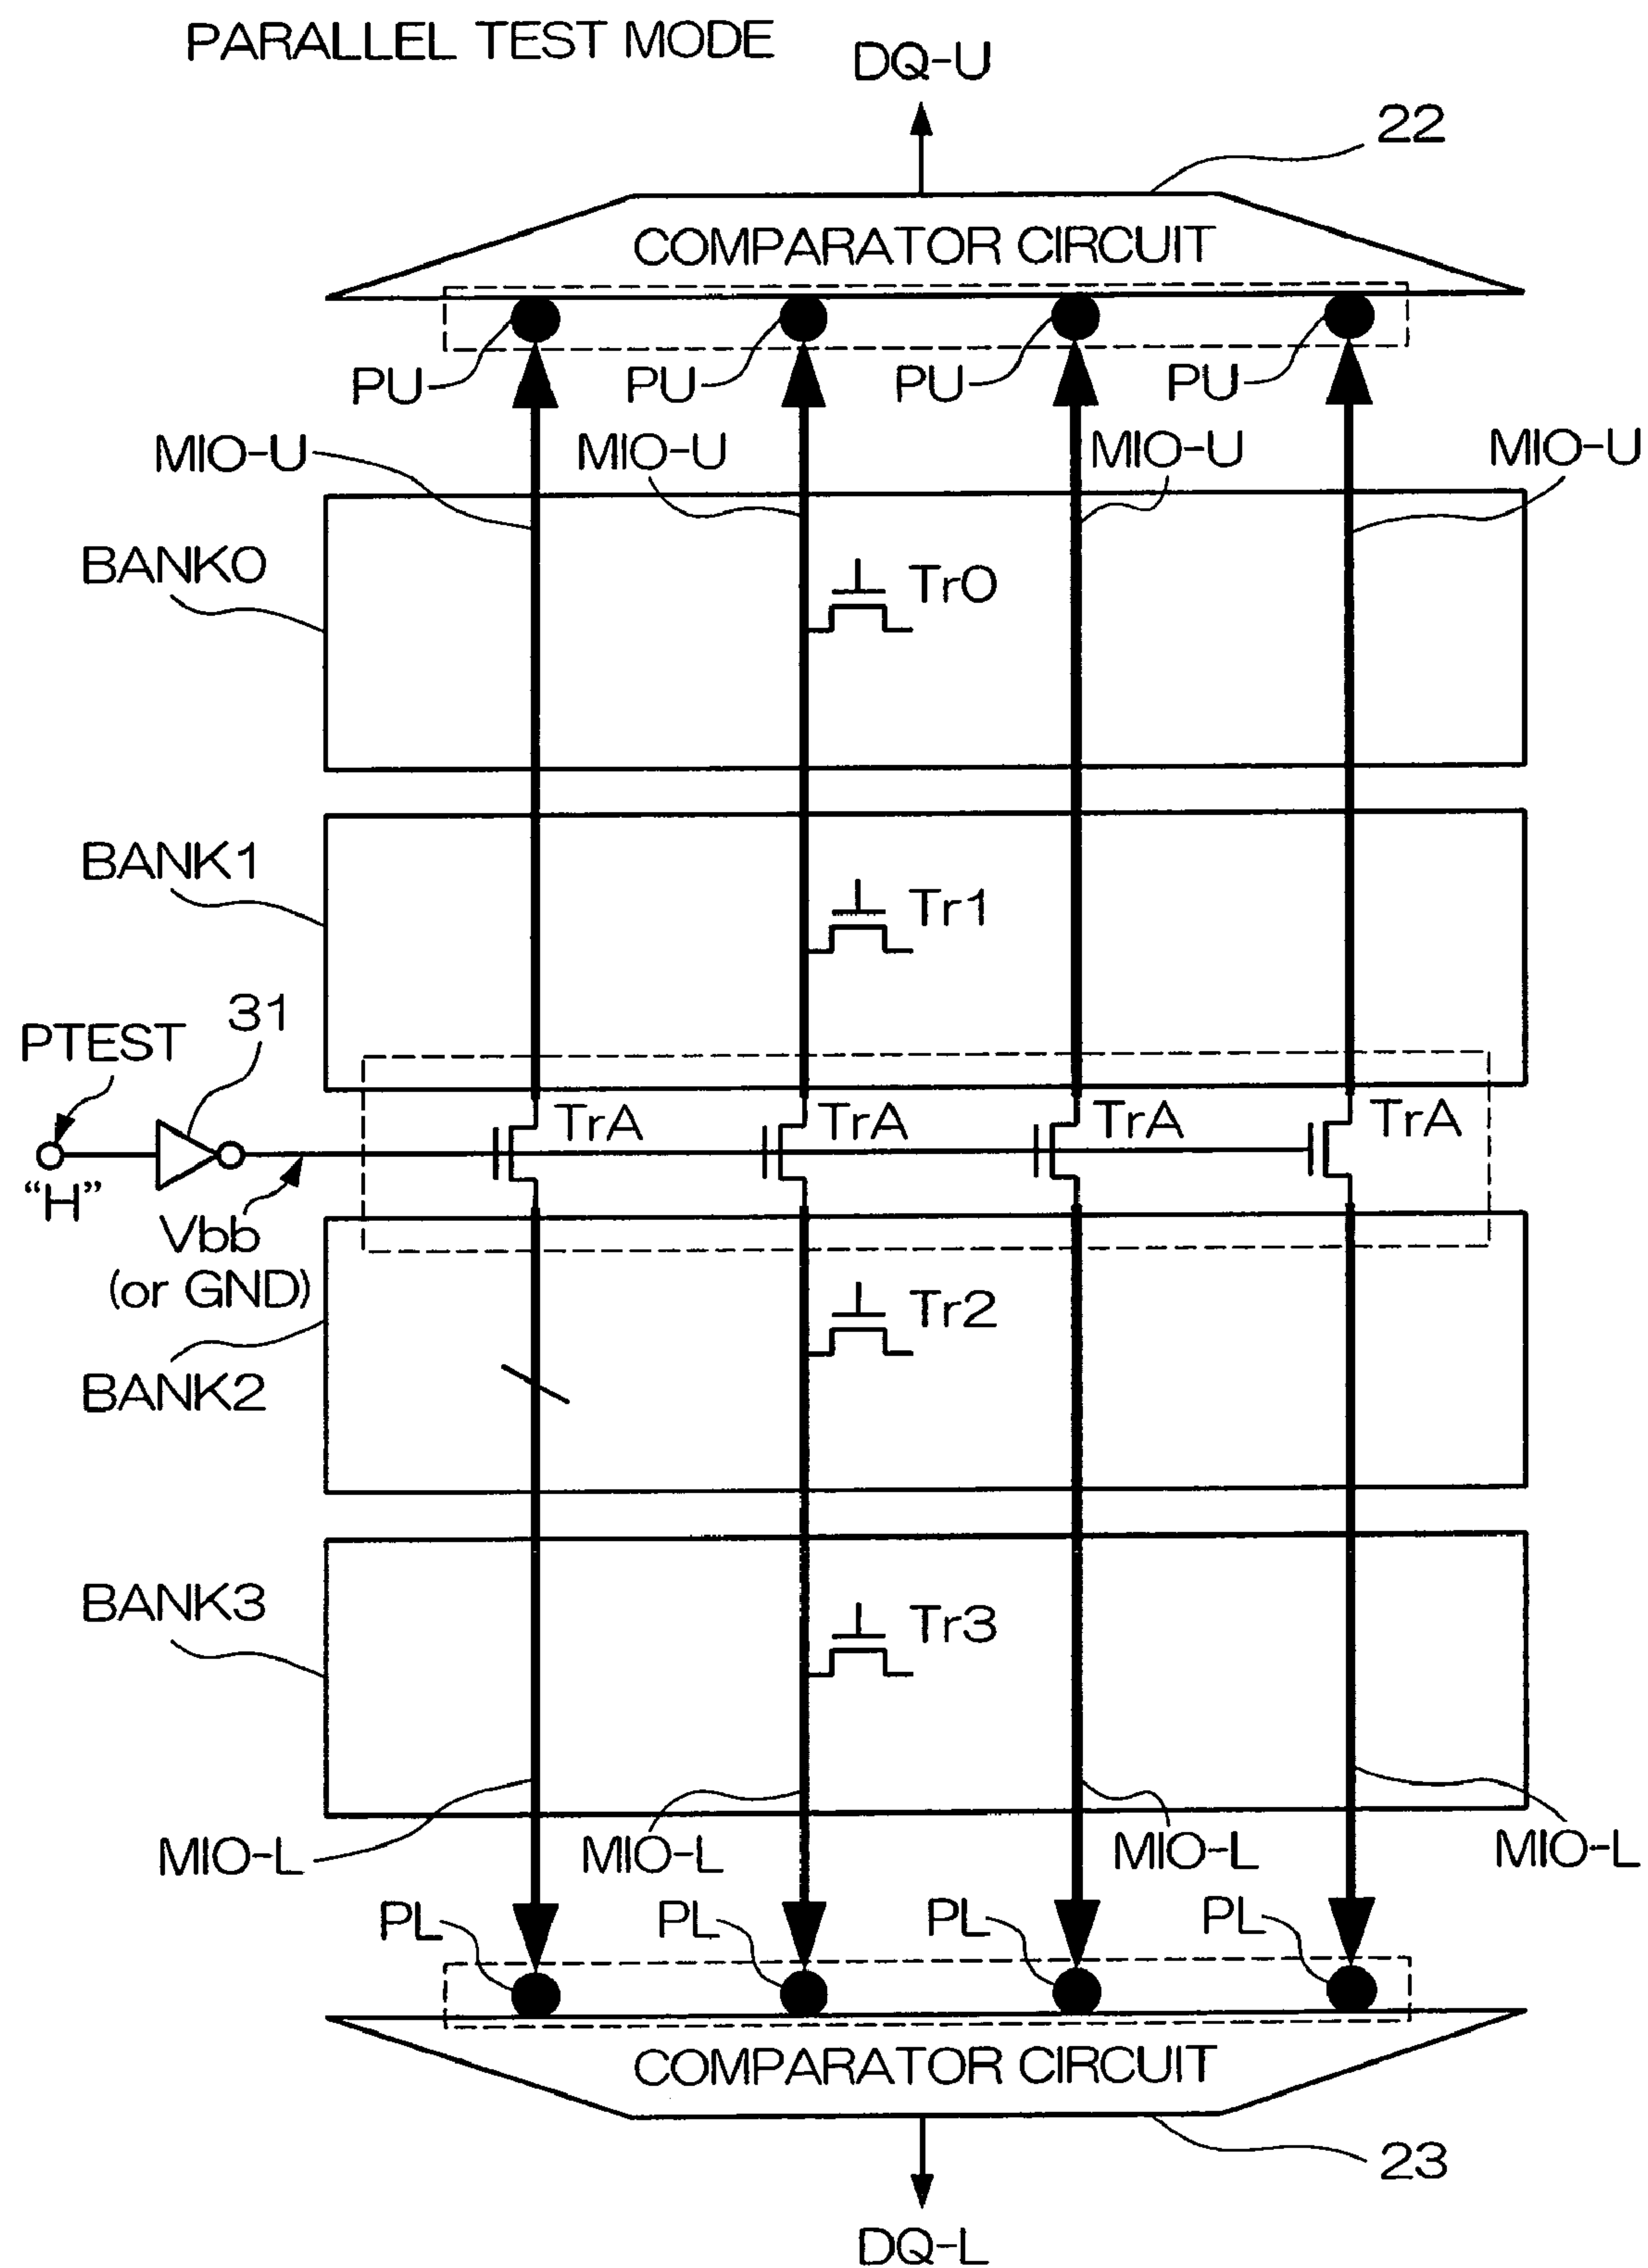 PARALLEL TEST MODE
DQ-U
22
COMPARATOR CIRCUIT
PU PU PU PU
MIO-U MIO-U MIO-U MIO-U
BANK0
Tr0
BANK1
Tr1
31
PTEST
TrA TrA TrA TrA
“H”
Vbb
(or GND)
Tr2
BANK2
BANK3
Tr3
MIO-L MIO-L MIO-L MIO-L
PL PL PL PL
COMPARATOR CIRCUIT
23
DQ-L